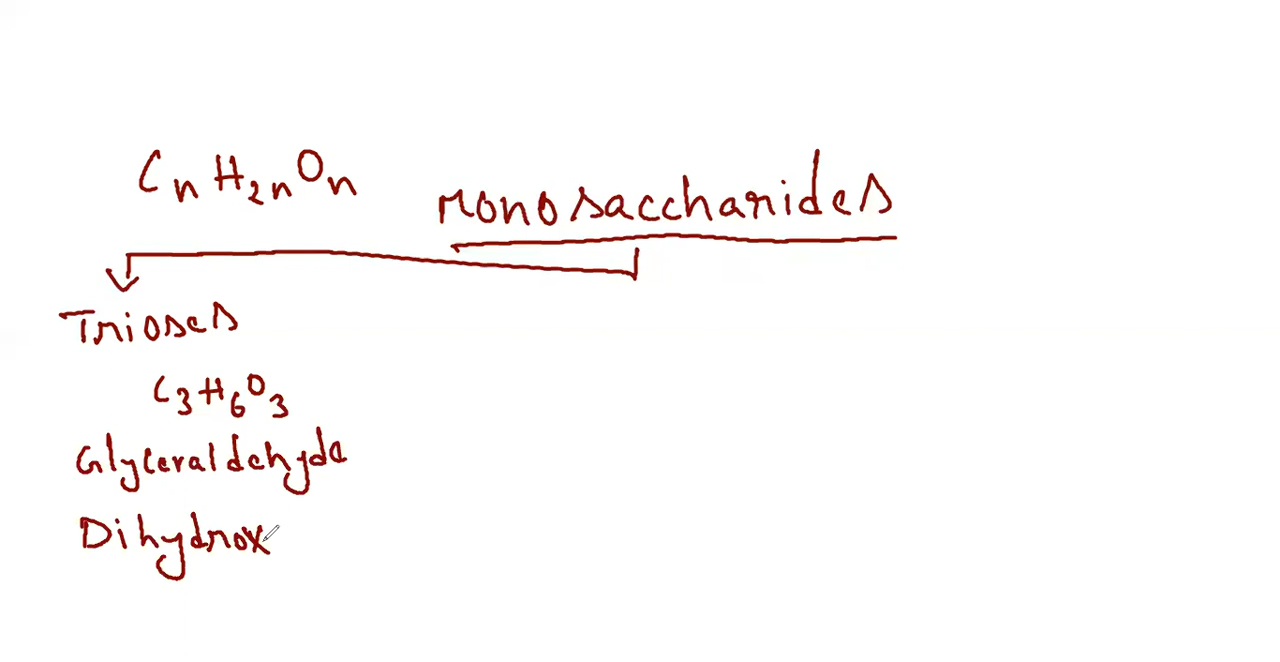 CnH2nOn
Monosaccharides
Trioses
C3H6O3
Glyceraldehyde
Dihydrox